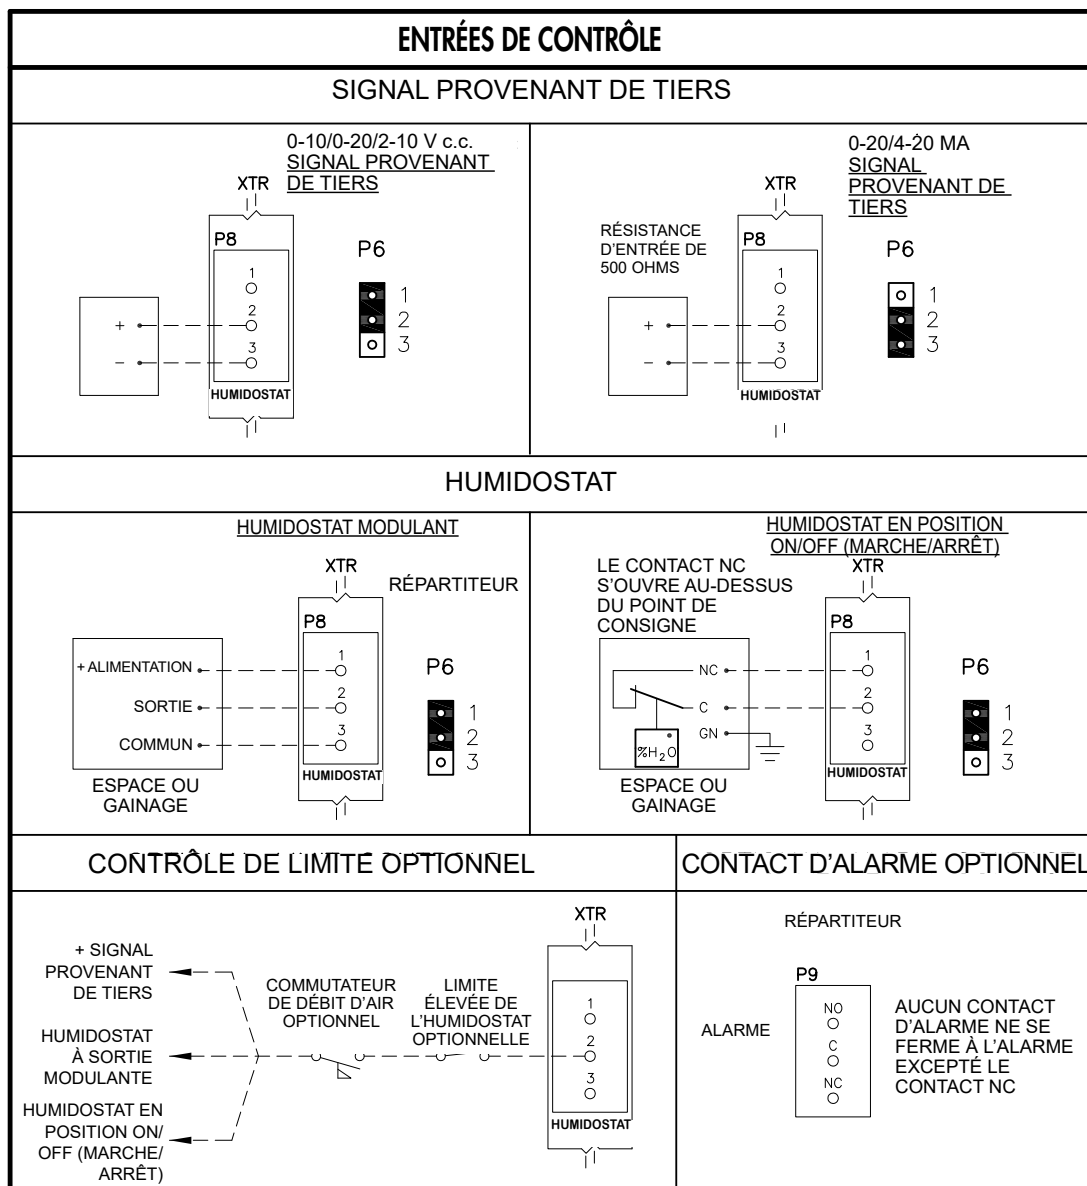 ENTRÉES DE CONTRÔLE
SIGNAL PROVENANT DE TIERS
0-10/0-20/2-10 V c.c.
SIGNAL PROVENANT
DE TIERS
XTR
P8
1
2
3
HUMIDOSTAT
+
-
P6
1
2
3
0-20/4-20 MA
SIGNAL
PROVENANT DE
TIERS
XTR
RÉSISTANCE
D'ENTRÉE DE
500 OHMS
P8
1
2
3
HUMIDOSTAT
+
-
P6
1
2
3
HUMIDOSTAT
HUMIDOSTAT MODULANT
XTR
RÉPARTITEUR
P8
1
2
3
HUMIDOSTAT
+ ALIMENTATION
SORTIE
COMMUN
ESPACE OU
GAINAGE
P6
1
2
3
HUMIDOSTAT EN POSITION
ON/OFF (MARCHE/ARRÊT)
XTR
LE CONTACT NC
S'OUVRE AU-DESSUS
DU POINT DE
CONSIGNE
P8
1
2
3
HUMIDOSTAT
NC
C
GN
%H2O
ESPACE OU
GAINAGE
P6
1
2
3
CONTRÔLE DE LIMITE OPTIONNEL
XTR
+ SIGNAL
PROVENANT
DE TIERS
HUMIDOSTAT
À SORTIE
MODULANTE
HUMIDOSTAT EN
POSITION ON/
OFF (MARCHE/
ARRÊT)
COMMUTATEUR
DE DÉBIT D'AIR
OPTIONNEL
LIMITE
ÉLEVÉE DE
L'HUMIDOSTAT
OPTIONNELLE
1
2
3
HUMIDOSTAT
CONTACT D'ALARME OPTIONNEL
RÉPARTITEUR
P9
ALARME
NO
C
NC
AUCUN CONTACT
D'ALARME NE SE
FERME À L'ALARME
EXCEPTÉ LE
CONTACT NC